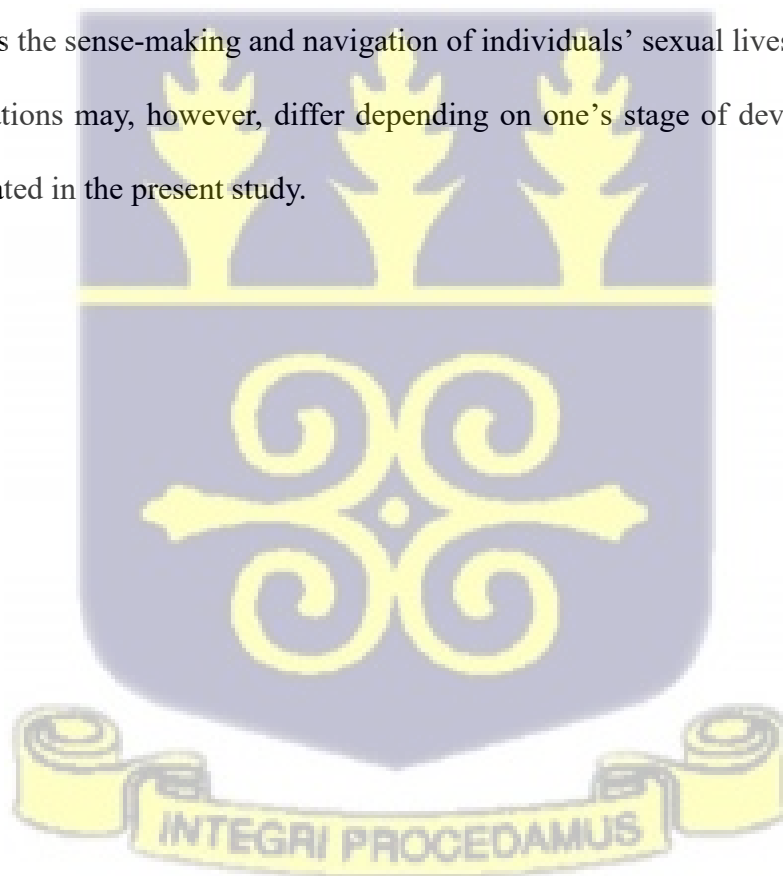 s the sense-making and navigation of individuals’ sexual lives
tions may, however, differ depending on one’s stage of dev
ated in the present study.
INTEGRI PROCEDAMUS